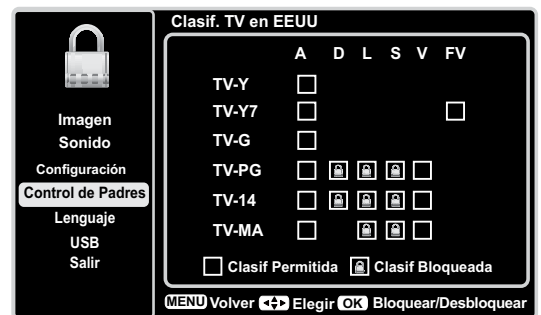 Clasif. TV en EEUU
A D L S V FV
TV-Y
TV-Y7
TV-G
TV-PG
TV-14
TV-MA
Clasif Permitida Clasif Bloqueada
Imagen
Sonido
Configuración
Control de Padres
Lenguaje
USB
Salir
MENU Volver Elegir OK Bloquear/Desbloquear